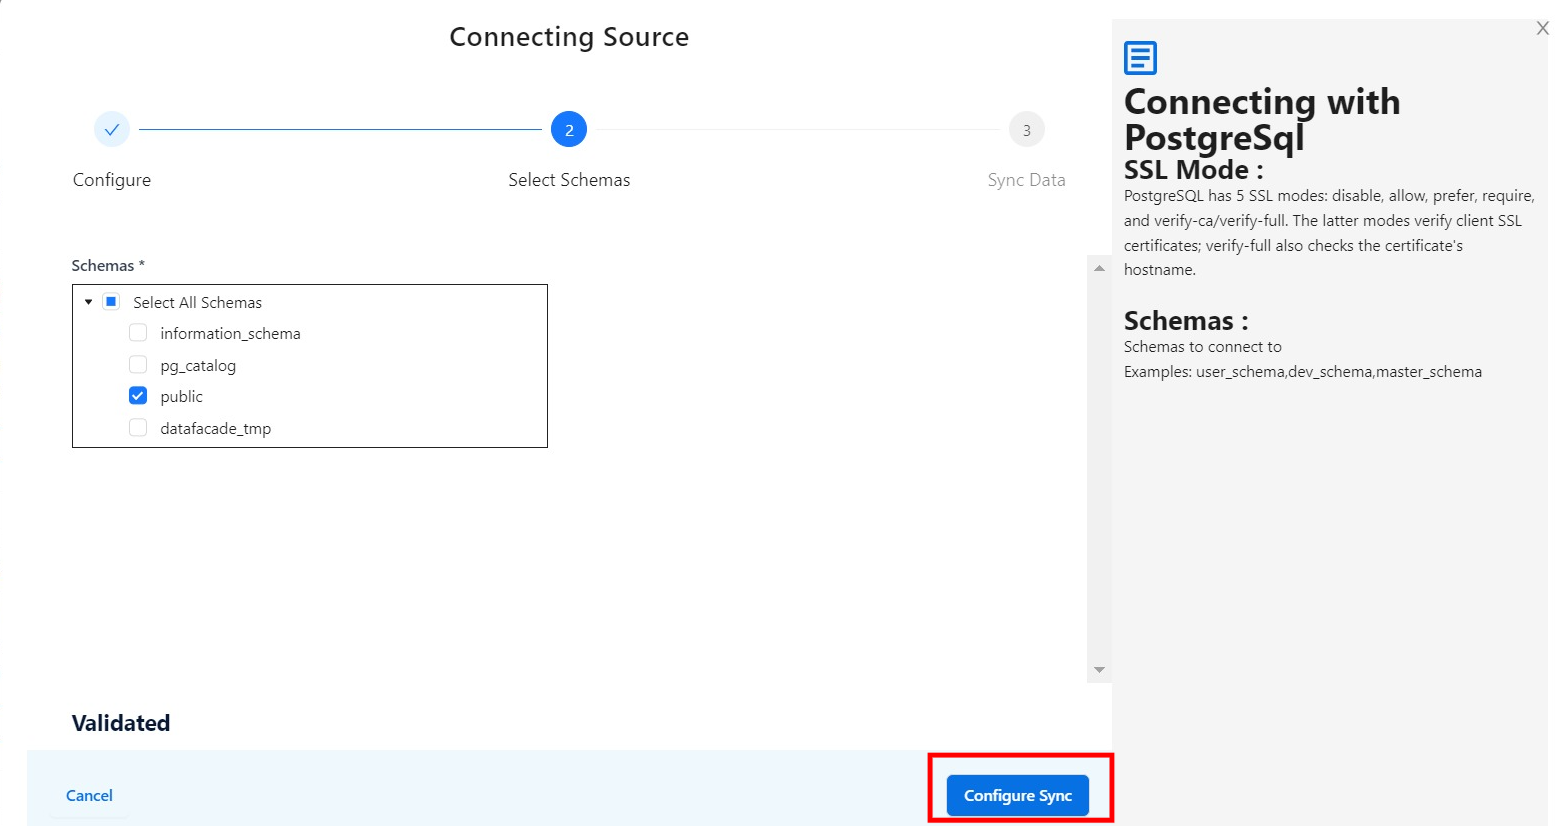 Connecting Source
2
3
Configure
Select Schemas
Sync Data
Schemas *
Select All Schemas
information_schema
pg_catalog
public
datafacade_tmp
Validated
Cancel
Configure Sync
X
Connecting with
PostgreSql
SSL Mode :
PostgreSQL has 5 SSL modes: disable, allow, prefer, require,
and verify-ca/verify-full. The latter modes verify client SSL
certificates; verify-full also checks the certificate's
hostname.
Schemas :
Schemas to connect to
Examples: user_schema,dev_schema,master_schema